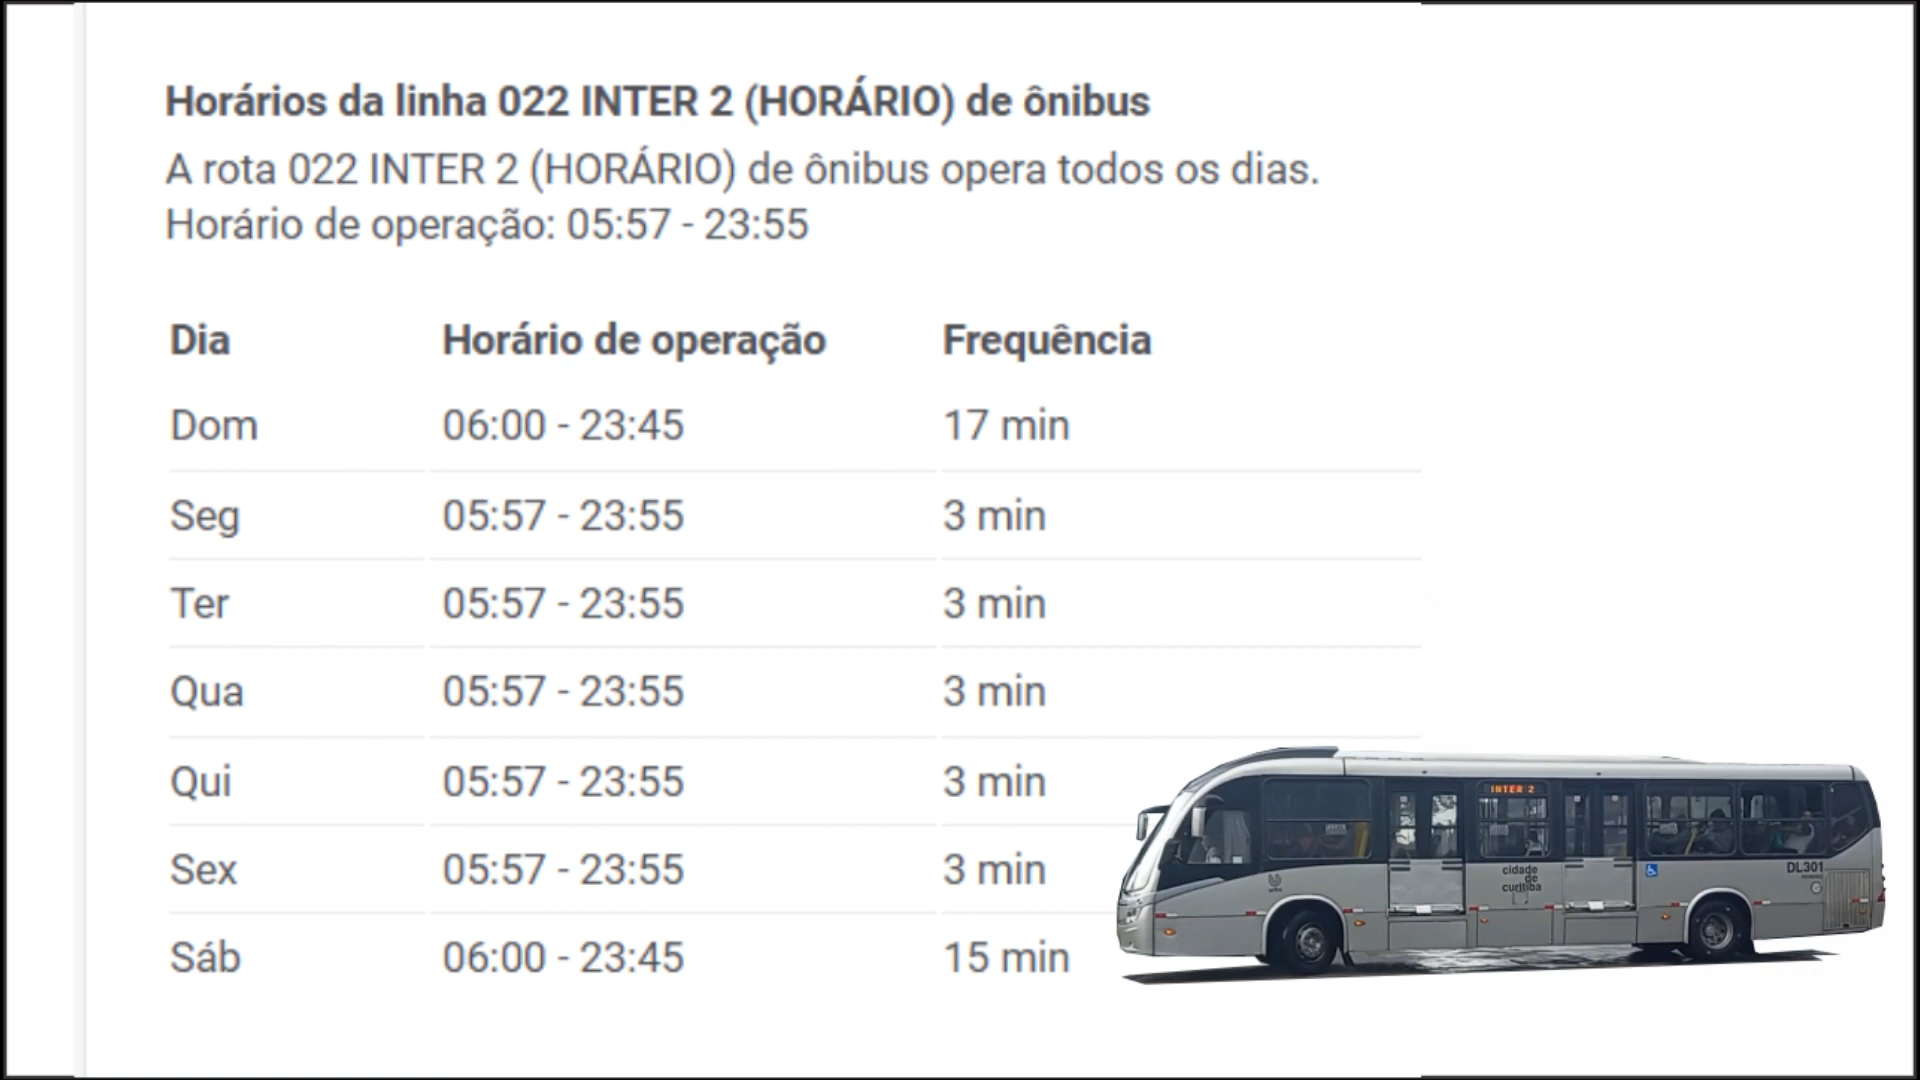 Horários da linha 022 INTER 2 (HORÁRIO) de ônibus
A rota 022 INTER 2 (HORÁRIO) de ônibus opera todos os dias.
Horário de operação: 05:57 - 23:55
Dia Horário de operação Frequência
Dom 06:00 - 23:45 17 min
Seg 05:57 - 23:55 3 min
Ter 05:57 - 23:55 3 min
Qua 05:57 - 23:55 3 min
Qui 05:57 - 23:55 3 min
Sex 05:57 - 23:55 3 min
Sáb 06:00 - 23:45 15 min
INTER 2
cidade
de
curitiba
DL301